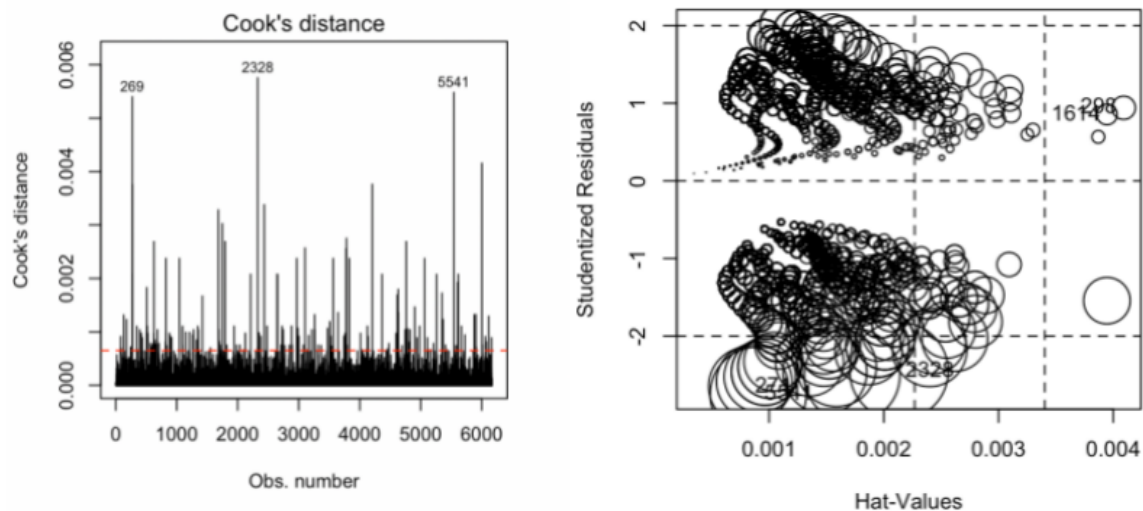 Cook's distance
Cook's distance
0.006
0.004
0.002
0.000
269
2328
5541
0 1000 2000 3000 4000 5000 6000
Obs. number
Studentized Residuals
2
1
0
-1
-2
298
1614
2328
0.001 0.002 0.003 0.004
Hat-Values